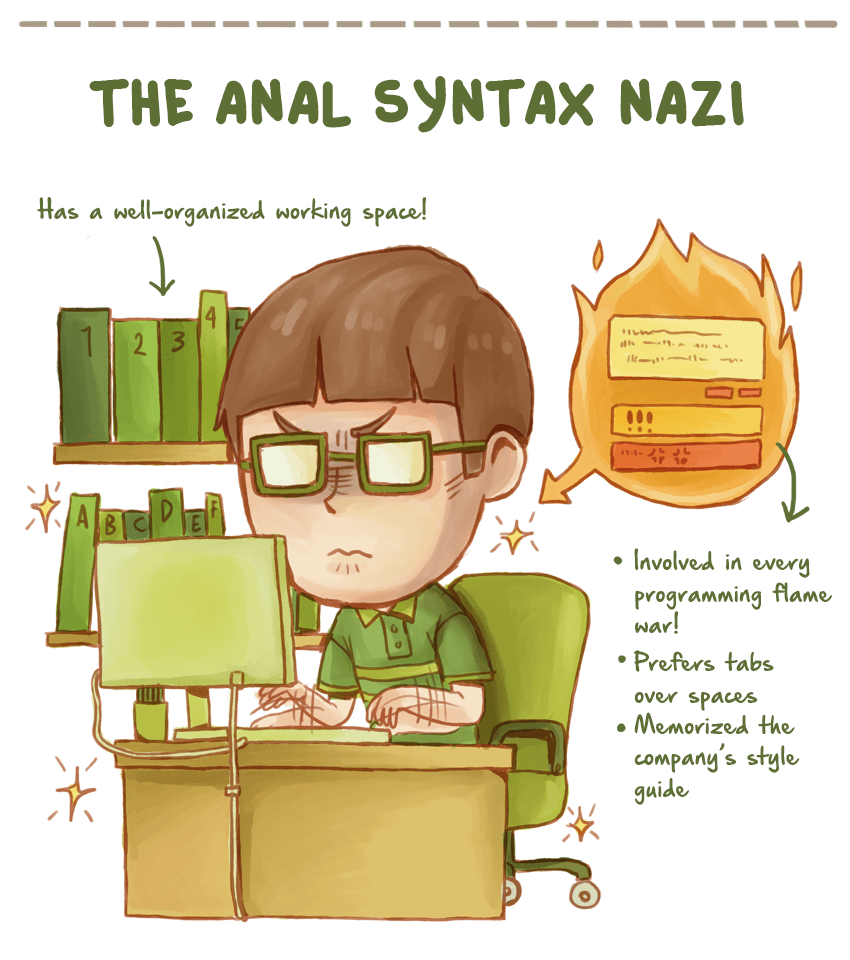 THE ANAL SYNTAX NAZI
Has a well-organized working space!
1 2 3 4 5
A B C D E F
!!!
• Involved in every
programming flame
war!
• Prefers tabs
over spaces
• Memorized the
company's style
guide